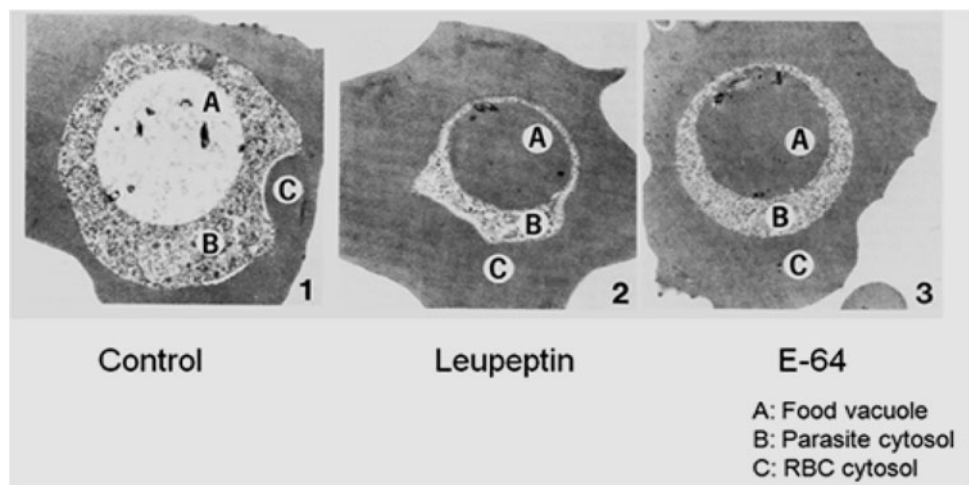 A
B
C
1
A
B
C
2
A
B
C
3
Control
Leupeptin
E-64
A: Food vacuole
B: Parasite cytosol
C: RBC cytosol